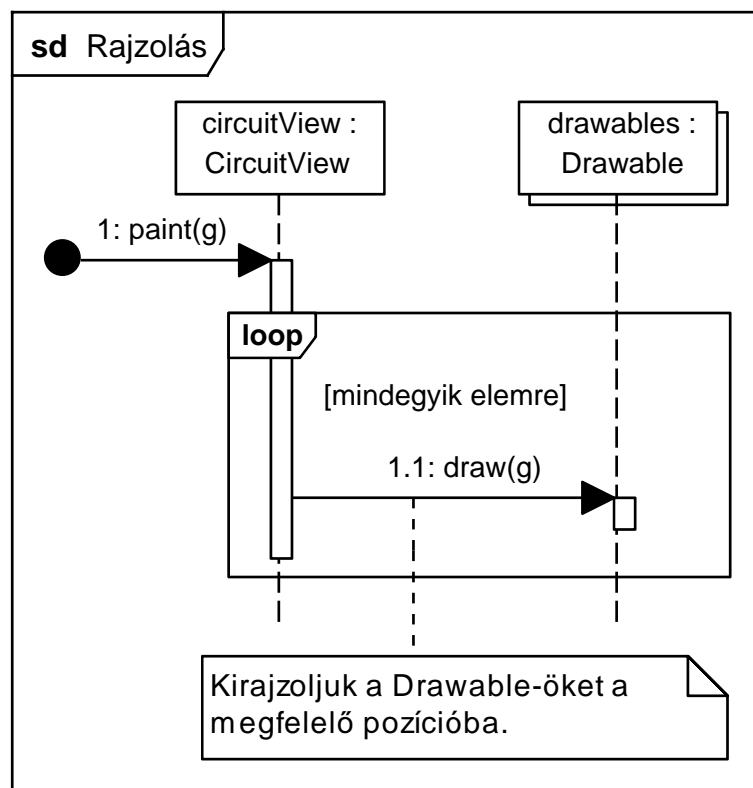 sd Rajzolás
circuitView :
CircuitView
drawables :
Drawable
1: paint(g)
loop
[mindegyik elemre]
1.1: draw(g)
Kirajzoljuk a Drawable-öket a
megfelelő pozícióba.